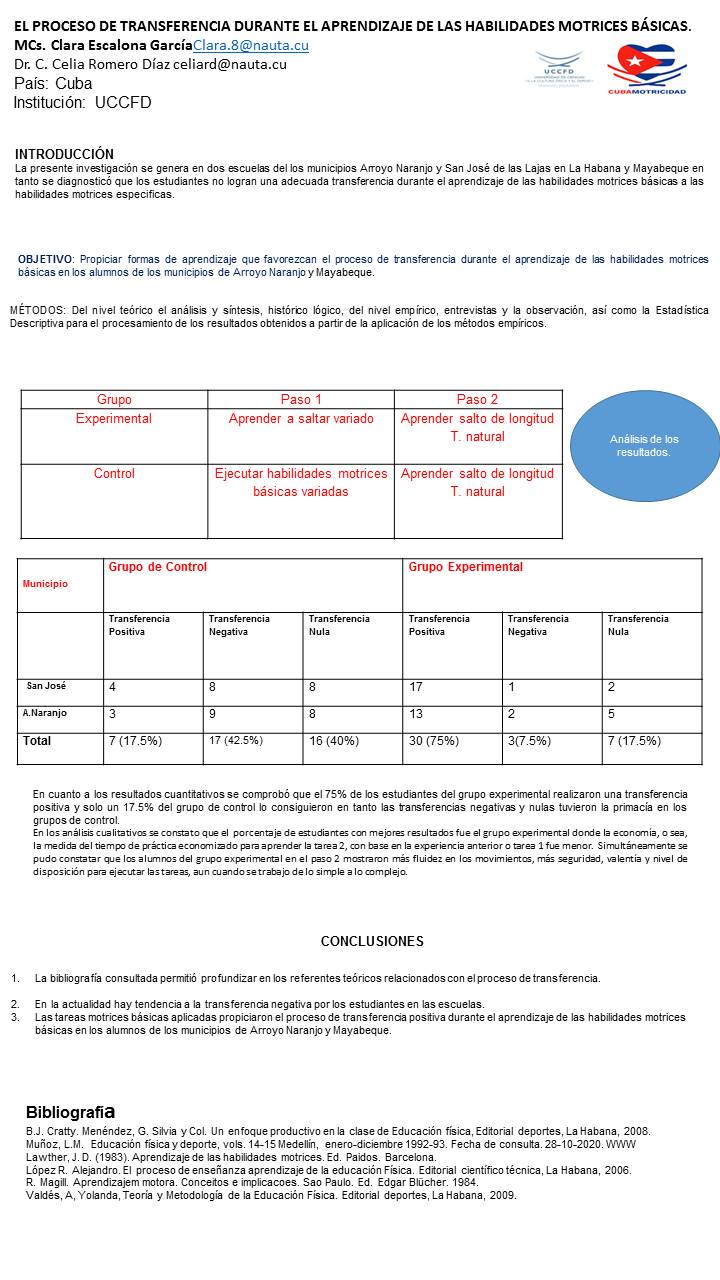 EL PROCESO DE TRANSFERENCIA DURANTE EL APRENDIZAJE DE LAS HABILIDADES MOTRICES BÁSICAS.
MCs. Clara Escalona GarcíaClara.8@nauta.cu
Dr. C. Celia Romero Díaz celiard@nauta.cu
País: Cuba
Institución: UCCFD
UCCFD
CUBAMOTRICIDAD
INTRODUCCIÓN
La presente investigación se genera en dos escuelas del los municipios Arroyo Naranjo y San José de las Lajas en La Habana y Mayabeque en
tanto se diagnosticó que los estudiantes no logran una adecuada transferencia durante el aprendizaje de las habilidades motrices básicas a las
habilidades motrices especificas.
OBJETIVO: Propiciar formas de aprendizaje que favorezcan el proceso de transferencia durante el aprendizaje de las habilidades motrices
básicas en los alumnos de los municipios de Arroyo Naranjo y Mayabeque.
MÉTODOS: Del nivel teórico el análisis y síntesis, histórico lógico, del nivel empírico, entrevistas y la observación, así como la Estadística
Descriptiva para el procesamiento de los resultados obtenidos a partir de la aplicación de los métodos empíricos.
Grupo Paso 1 Paso 2
Experimental Aprender a saltar variado Aprender salto de longitud
T. natural
Control Ejecutar habilidades motrices Aprender salto de longitud
básicas variadas T. natural
Análisis de los
resultados.
Municipio Grupo de Control Grupo Experimental
Transferencia Transferencia Transferencia Transferencia Transferencia Transferencia
Positiva Negativa Nula Positiva Negativa Nula
San José 4 8 8 17 1 2
A.Naranjo 3 9 8 13 2 5
Total 7 (17.5%) 17 (42.5%) 16 (40%) 30 (75%) 3(7.5%) 7 (17.5%)
En cuanto a los resultados cuantitativos se comprobó que el 75% de los estudiantes del grupo experimental realizaron una transferencia
positiva y solo un 17.5% del grupo de control lo consiguieron en tanto las transferencias negativas y nulas tuvieron la primacía en los
grupos de control.
En los análisis cualitativos se constato que el porcentaje de estudiantes con mejores resultados fue el grupo experimental donde la economía, o sea,
la medida del tiempo de práctica economizado para aprender la tarea 2, con base en la experiencia anterior o tarea 1 fue menor. Simultáneamente se
pudo constatar que los alumnos del grupo experimental en el paso 2 mostraron más fluidez en los movimientos, más seguridad, valentía y nivel de
disposición para ejecutar las tareas, aun cuando se trabajo de lo simple a lo complejo.
CONCLUSIONES
1. La bibliografía consultada permitió profundizar en los referentes teóricos relacionados con el proceso de transferencia.
2. En la actualidad hay tendencia a la transferencia negativa por los estudiantes en las escuelas.
3. Las tareas motrices básicas aplicadas propiciaron el proceso de transferencia positiva durante el aprendizaje de las habilidades motrices
básicas en los alumnos de los municipios de Arroyo Naranjo y Mayabeque.
Bibliografia
B.J. Cratty. Menéndez, G. Silvia y Col. Un enfoque productivo en la clase de Educación física, Editorial deportes, La Habana, 2008.
Muñoz, L.M. Educación física y deporte, vols. 14-15 Medellín, enero-diciembre 1992-93. Fecha de consulta. 28-10-2020. WWW
Lawther, J. D. (1983). Aprendizaje de las habilidades motrices. Ed. Paidos. Barcelona.
López R. Alejandro. El proceso de enseñanza aprendizaje de la educación Física. Editorial científico técnica, La Habana, 2006.
R. Magill. Aprendizajem motora. Conceitos e implicacoes. Sao Paulo. Ed. Edgar Blücher. 1984.
Valdés, A, Yolanda, Teoría y Metodología de la Educación Física. Editorial deportes, La Habana, 2009.